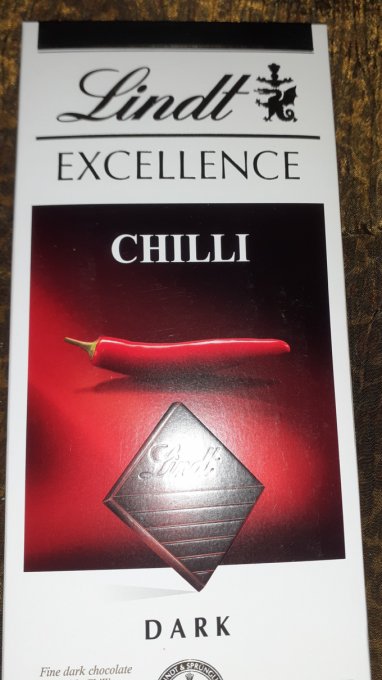 Lindt
EXCELLENCE
CHILLI
Lindt
DARK
Fine dark chocolate